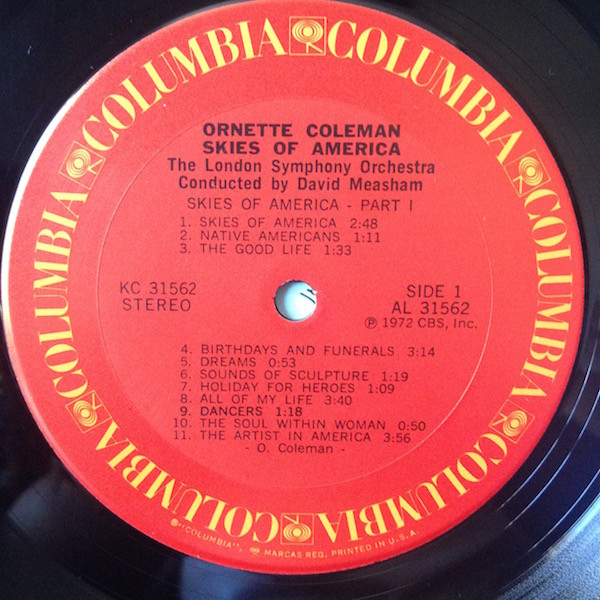 COLUMBIA COLUMBIA COLUMBIA COLUMBIA COLUMBIA COLUMBIA
ORNETTE COLEMAN
SKIES OF AMERICA
The London Symphony Orchestra
Conducted by David Measham
SKIES OF AMERICA - PART I
1. SKIES OF AMERICA 2:48
2. NATIVE AMERICANS 1:11
3. THE GOOD LIFE 1:33
KC 31562
STEREO
SIDE 1
AL 31562
Ⓟ 1972 CBS, Inc.
4. BIRTHDAYS AND FUNERALS 3:14
5. DREAMS 0:53
6. SOUNDS OF SCULPTURE 1:19
7. HOLIDAY FOR HEROES 1:09
8. ALL OF MY LIFE 3:40
9. DANCERS 1:18
10. THE SOUL WITHIN WOMAN 0:50
11. THE ARTIST IN AMERICA 3:56
- O. Coleman -
®"COLUMBIA", MARCAS REG. PRINTED IN U.S.A.